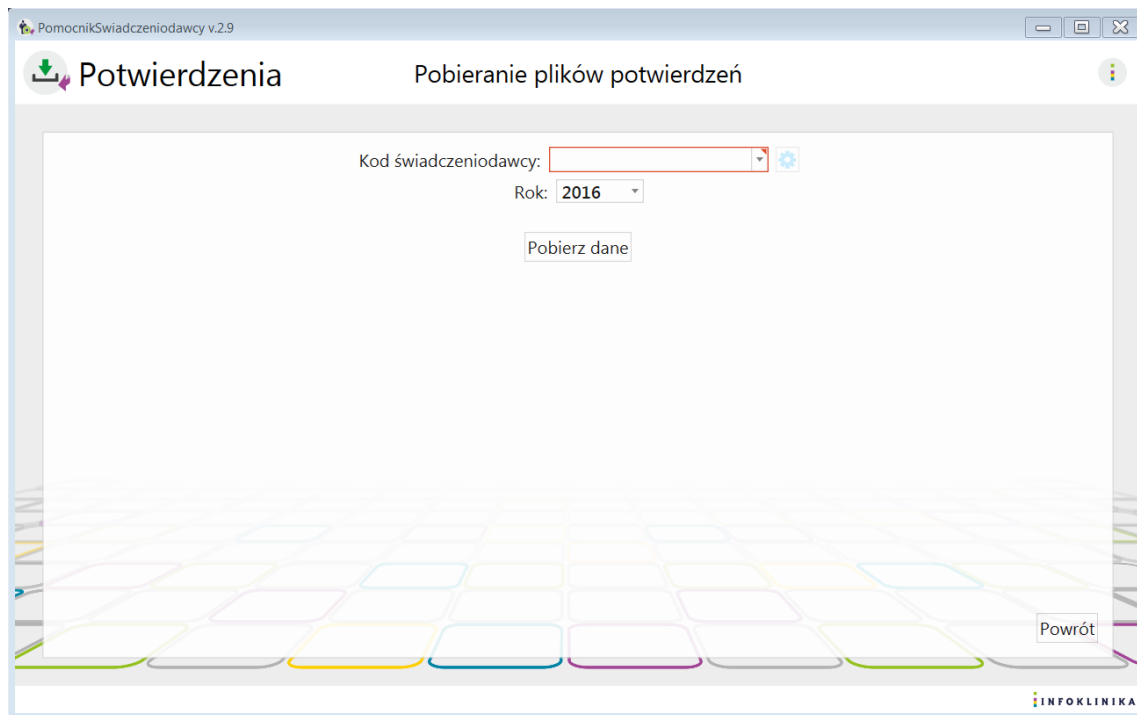 PomocnikSwiadczeniodawcy v.2.9
Potwierdzenia
Pobieranie plików potwierdzeń
Kod świadczeniodawcy:
Rok: 2016
Pobierz dane
Powrót
INFOKLINIKA